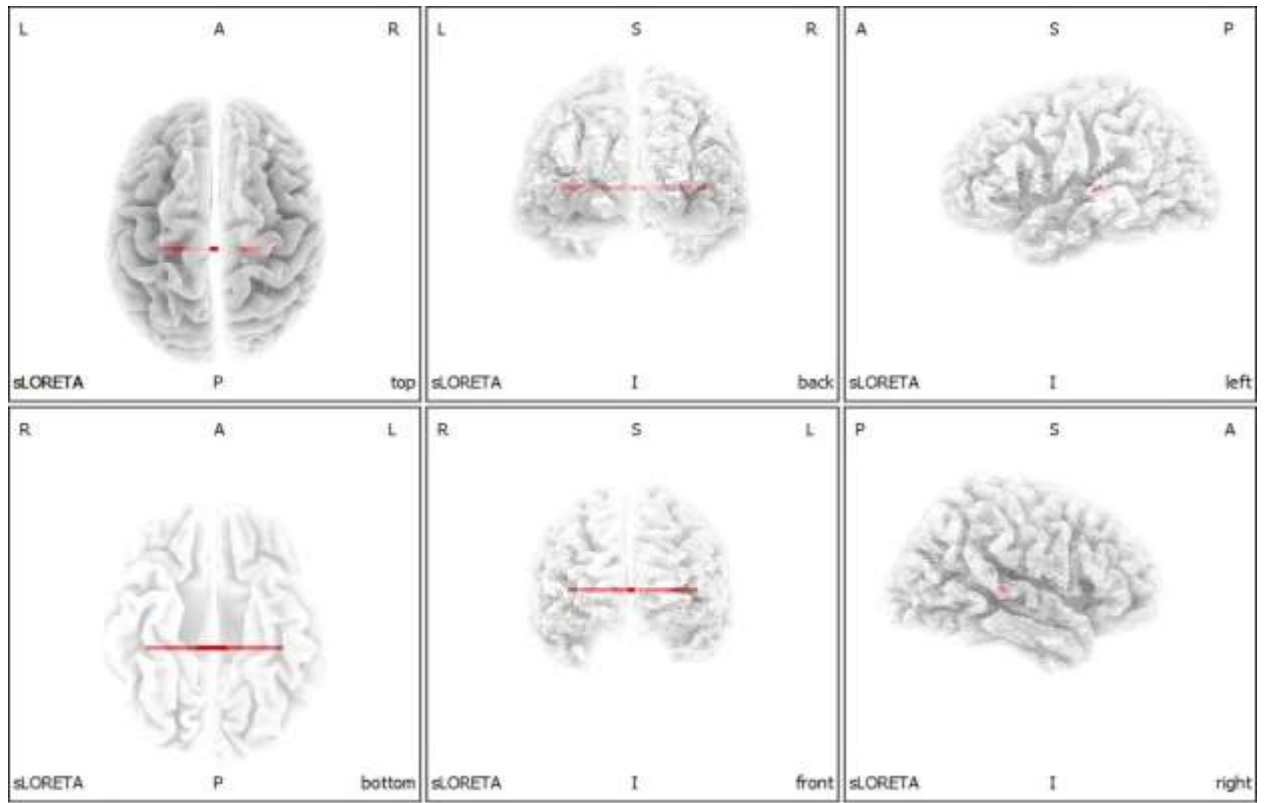 L A R
sLORETA P top
L S R
sLORETA I back
A S P
sLORETA I left
R A L
sLORETA P bottom
R S L
sLORETA I front
P S A
sLORETA I right